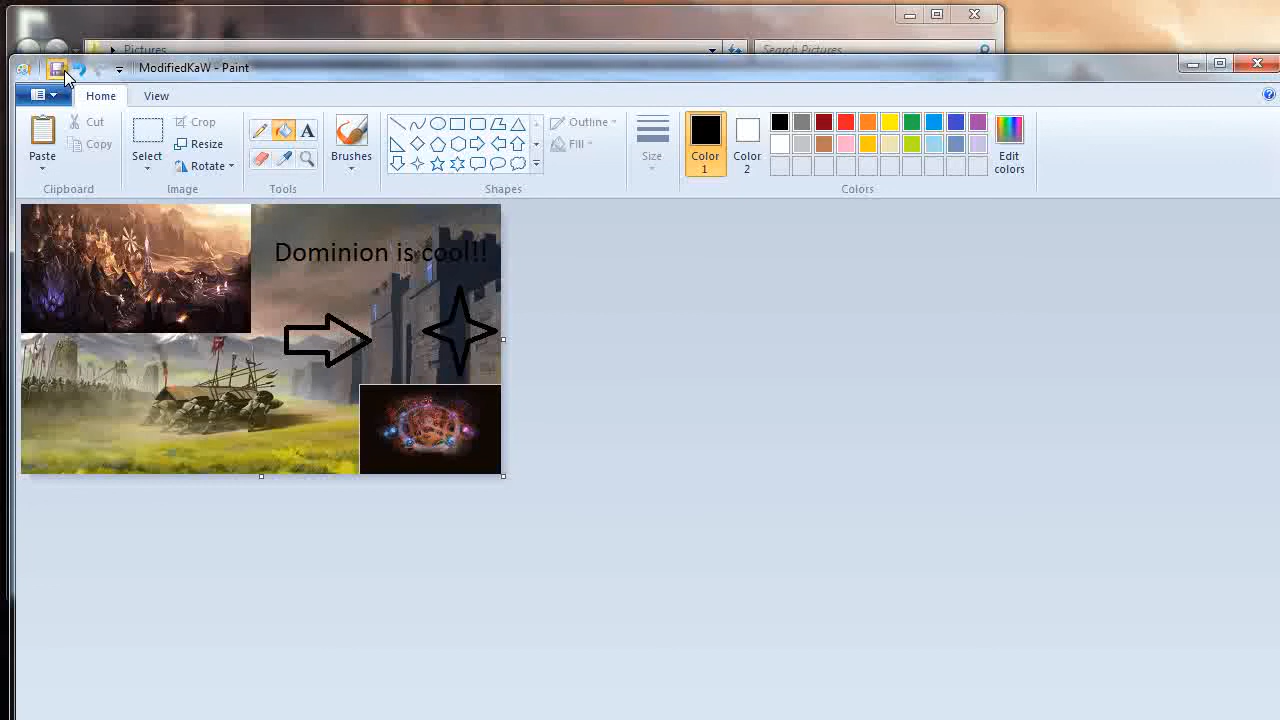 Pictures
Search Pictures
ModifiedKaW - Paint
Home
View
Paste
Cut
Copy
Clipboard
Select
Crop
Resize
Rotate
Image
A
Tools
Brushes
Shapes
Outline
Fill
Size
Color
1
Color
2
Edit
colors
Colors
Dominion is cool!!